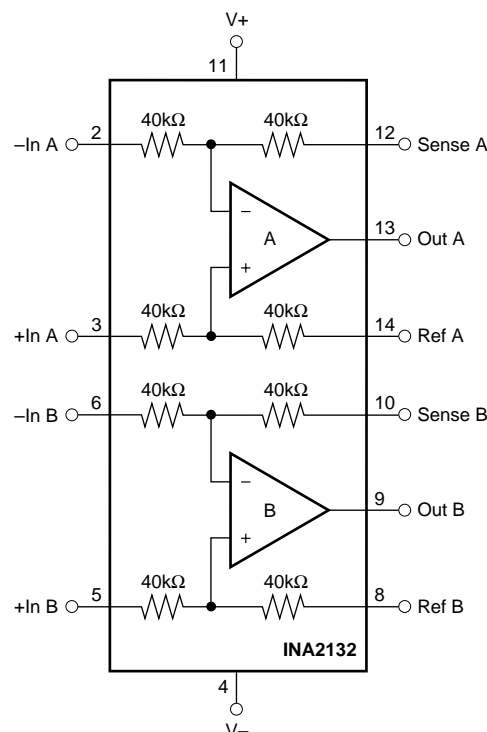 V+
11
40kΩ 40kΩ
–In A 2 12 Sense A
–
A
13 Out A
+
40kΩ 40kΩ
+In A 3 14 Ref A
40kΩ 40kΩ
–In B 6 10 Sense B
–
B
9 Out B
+
40kΩ 40kΩ
+In B 5 8 Ref B
INA2132
4
V–